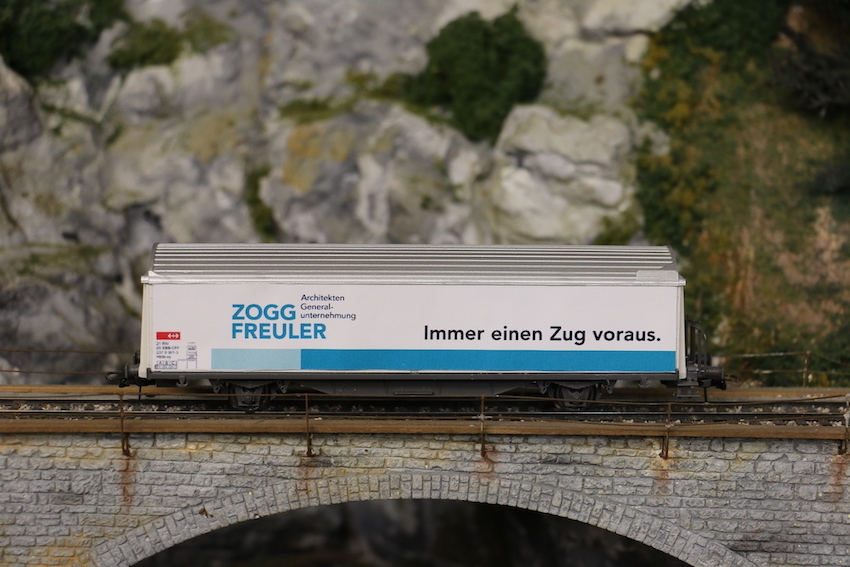 ZOGG
FREULER
Architekten
General-
unternehmung
Immer einen Zug voraus.